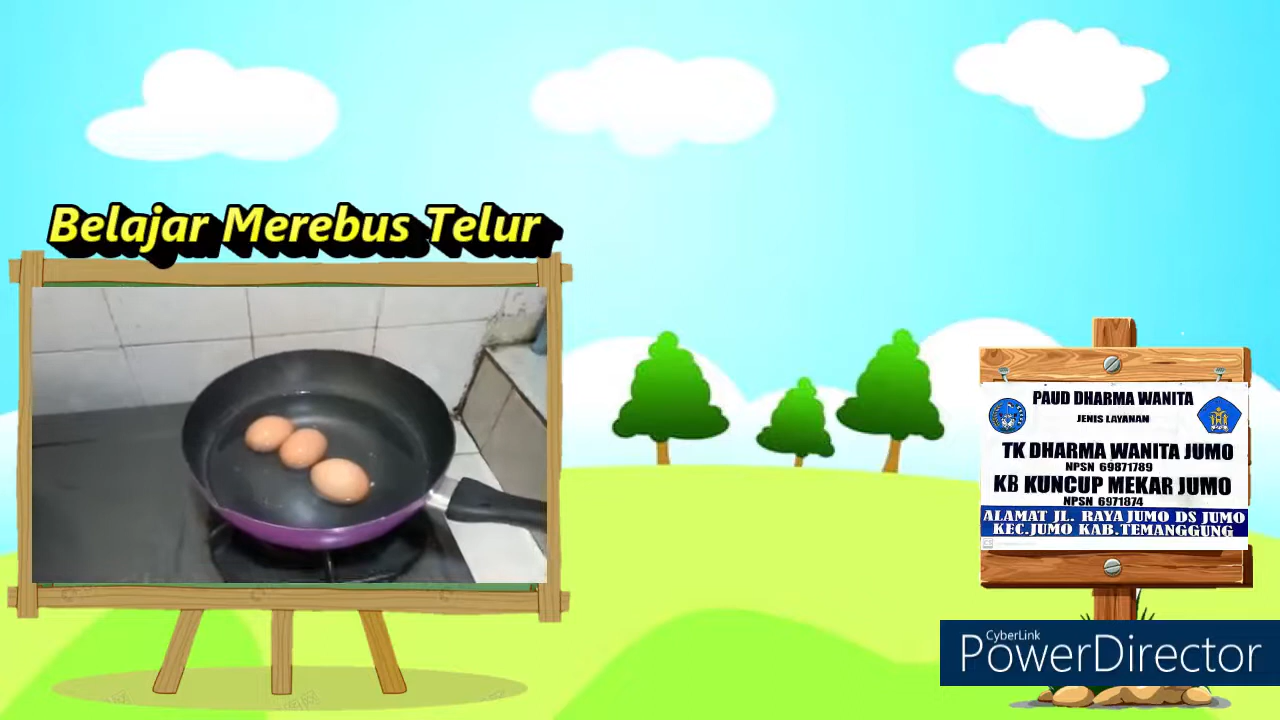 Belajar Merebus Telur
PAUD DHARMA WANITA
JENIS LAYANAN
TK DHARMA WANITA JUMO
NPSN 69871789
KB KUNCUP MEKAR JUMO
NPSN 6971874
ALAMAT JL. RAYA JUMO DS JUMO
KEC.JUMO KAB.TEMANGGUNG
CyberLink
PowerDirector